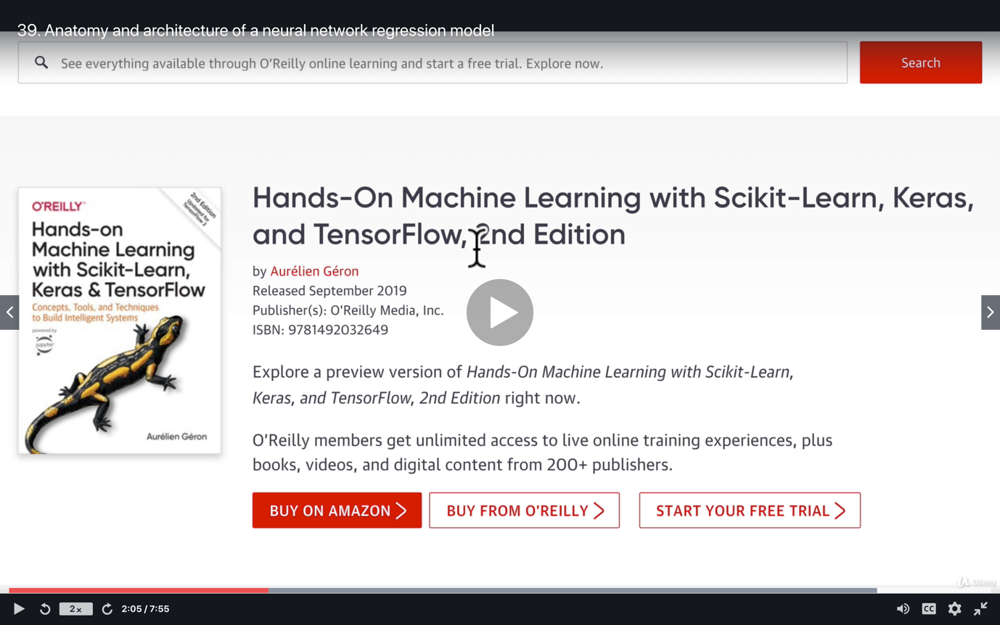 39. Anatomy and architecture of a neural network regression model
See everything available through O'Reilly online learning and start a free trial. Explore now.
Search
O'REILLY®
2nd Edition
Updated for
TensorFlow 2
Hands-on
Machine Learning
with Scikit-Learn,
Keras & TensorFlow
Concepts, Tools, and Techniques
to Build Intelligent Systems
powered by
jupyter
Aurélien Géron
Hands-On Machine Learning with Scikit-Learn, Keras,
and TensorFlow, 2nd Edition
by Aurélien Géron
Released September 2019
Publisher(s): O'Reilly Media, Inc.
ISBN: 9781492032649
Explore a preview version of Hands-On Machine Learning with Scikit-Learn,
Keras, and TensorFlow, 2nd Edition right now.
O'Reilly members get unlimited access to live online training experiences, plus
books, videos, and digital content from 200+ publishers.
BUY ON AMAZON
BUY FROM O'REILLY
START YOUR FREE TRIAL
Udemy
2x
2:05 / 7:55
CC